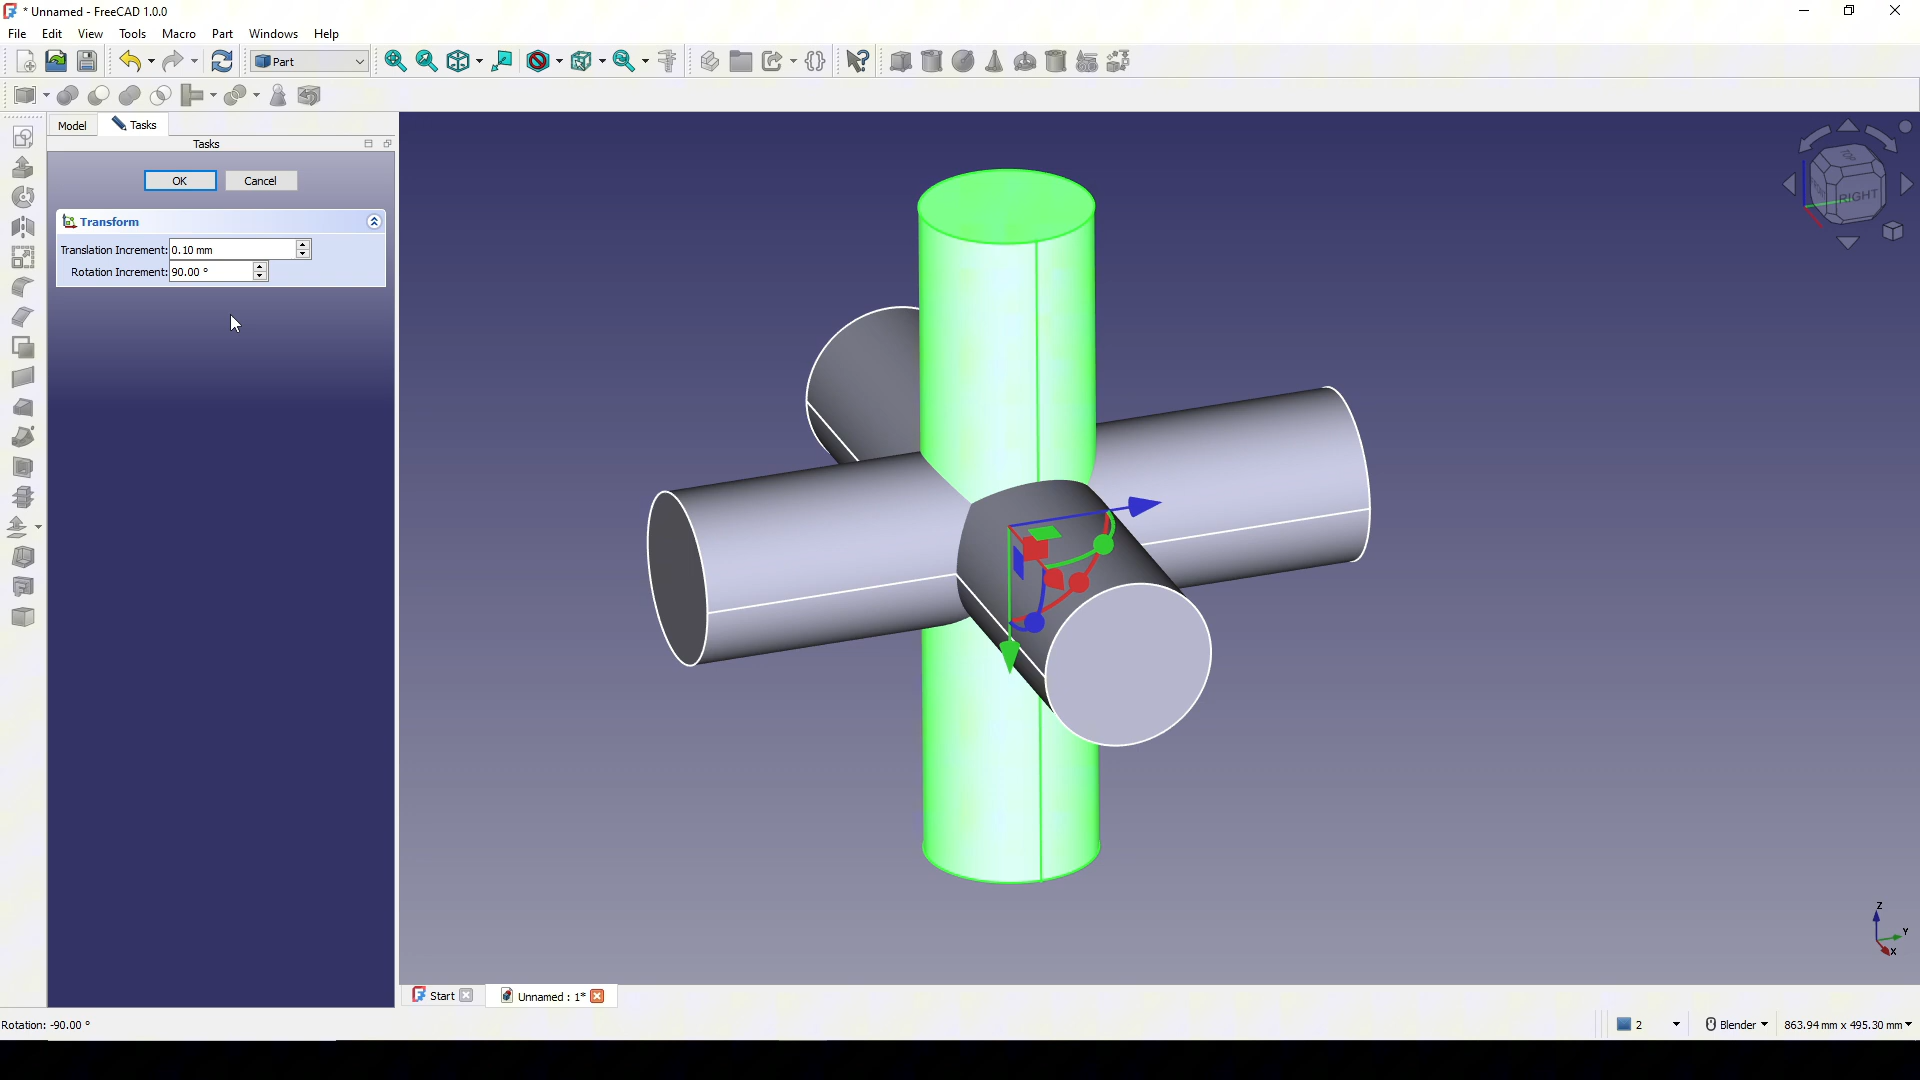 * Unnamed - FreeCAD 1.0.0
File Edit View Tools Macro Part Windows Help
Part
Model Tasks
Tasks
OK Cancel
Transform
Translation Increment: 0.10 mm
Rotation Increment: 90.00 °
TOP
RIGHT
Z
Y
X
Start Unnamed : 1*
Rotation: -90.00 ° 2 Blender 863.94 mm x 495.30 mm